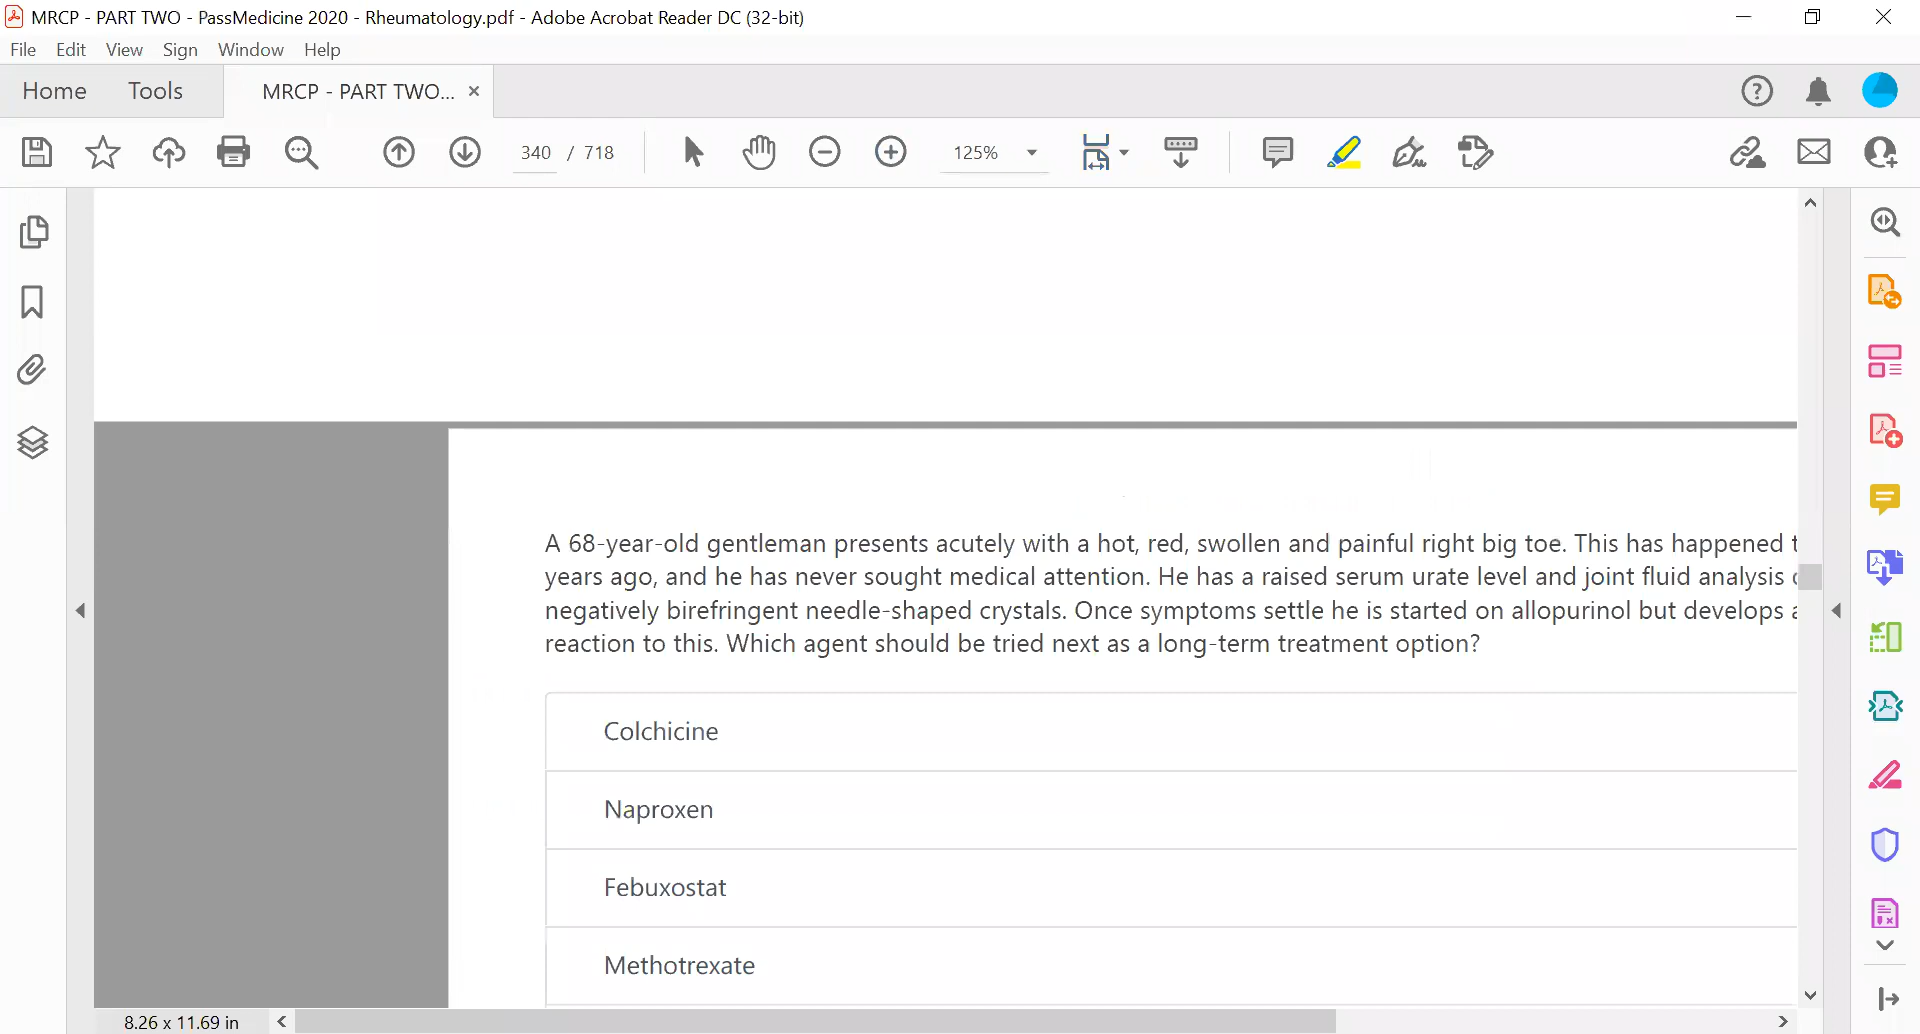 MRCP - PART TWO - PassMedicine 2020 - Rheumatology.pdf - Adobe Acrobat Reader DC (32-bit)
File Edit View Sign Window Help
Home Tools MRCP - PART TWO...
340 / 718 125%
A 68-year-old gentleman presents acutely with a hot, red, swollen and painful right big toe. This has happened
years ago, and he has never sought medical attention. He has a raised serum urate level and joint fluid analysis
negatively birefringent needle-shaped crystals. Once symptoms settle he is started on allopurinol but develops
reaction to this. Which agent should be tried next as a long-term treatment option?
Colchicine
Naproxen
Febuxostat
Methotrexate
8.26 x 11.69 in